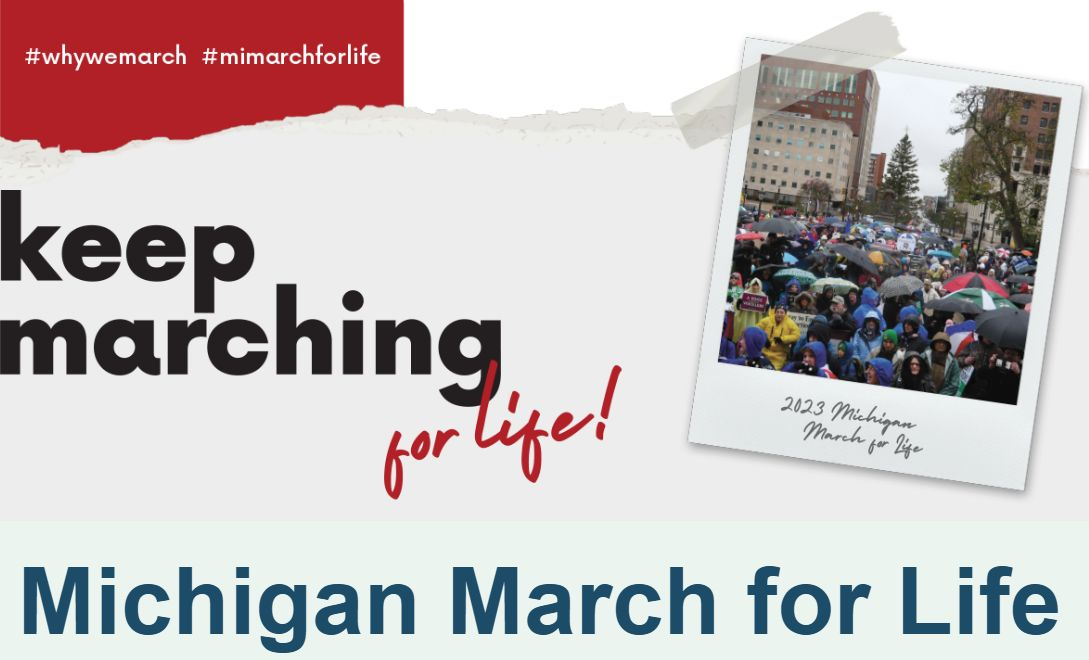 #whywemarch #mimarchforlife
keep
marching
for life!
2023 Michigan
March for Life
Michigan March for Life